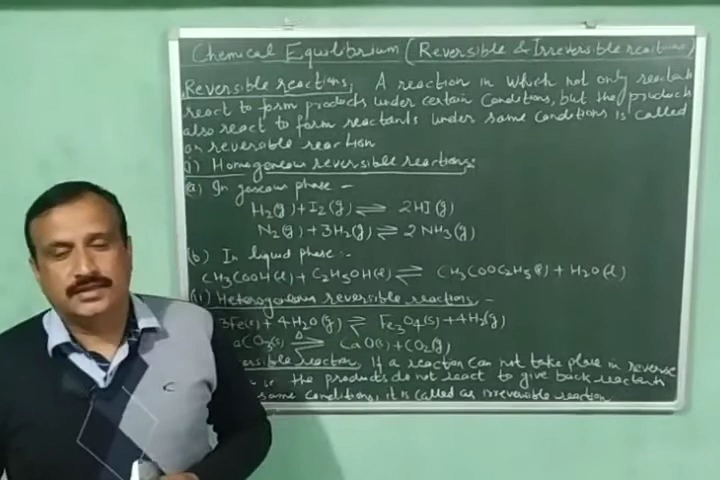 Chemical Equilibrium (Reversible & Irreversible reactions)
Reversible reactions, A reaction in which not only reactants
react to form products under certain conditions, but the products
also react to form reactants under same conditions is called
an reversible reaction
(i) Homogeneous reversible reactions:
(a) In gaseous phase –
H₂(g) + I₂(g) ⇌ 2HI(g)
N₂(g) + 3H₂(g) ⇌ 2NH₃(g)
(b) In liquid phase :-
CH₃COOH(l) + C₂H₅OH(l) ⇌ CH₃COOC₂H₅(l) + H₂O(l)
(ii) Heterogeneous reversible reactions –
3Fe(s) + 4H₂O(g) ⇌ Fe₃O₄(s) + 4H₂(g)
aCO₃(s) ⇌ Δ CaO(s) + CO₂(g)
ersible reaction, If a reaction can not take place in reverse
the products do not react to give back reactants
same conditions, it is called as irreversible reaction